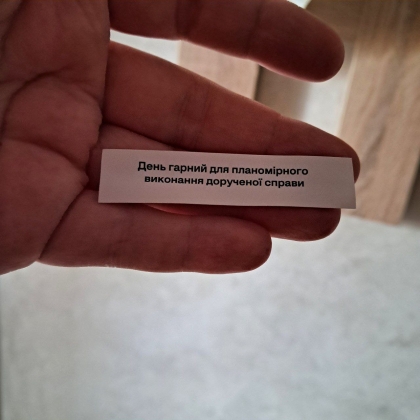 День гарний для планомірного
виконання дорученої справи